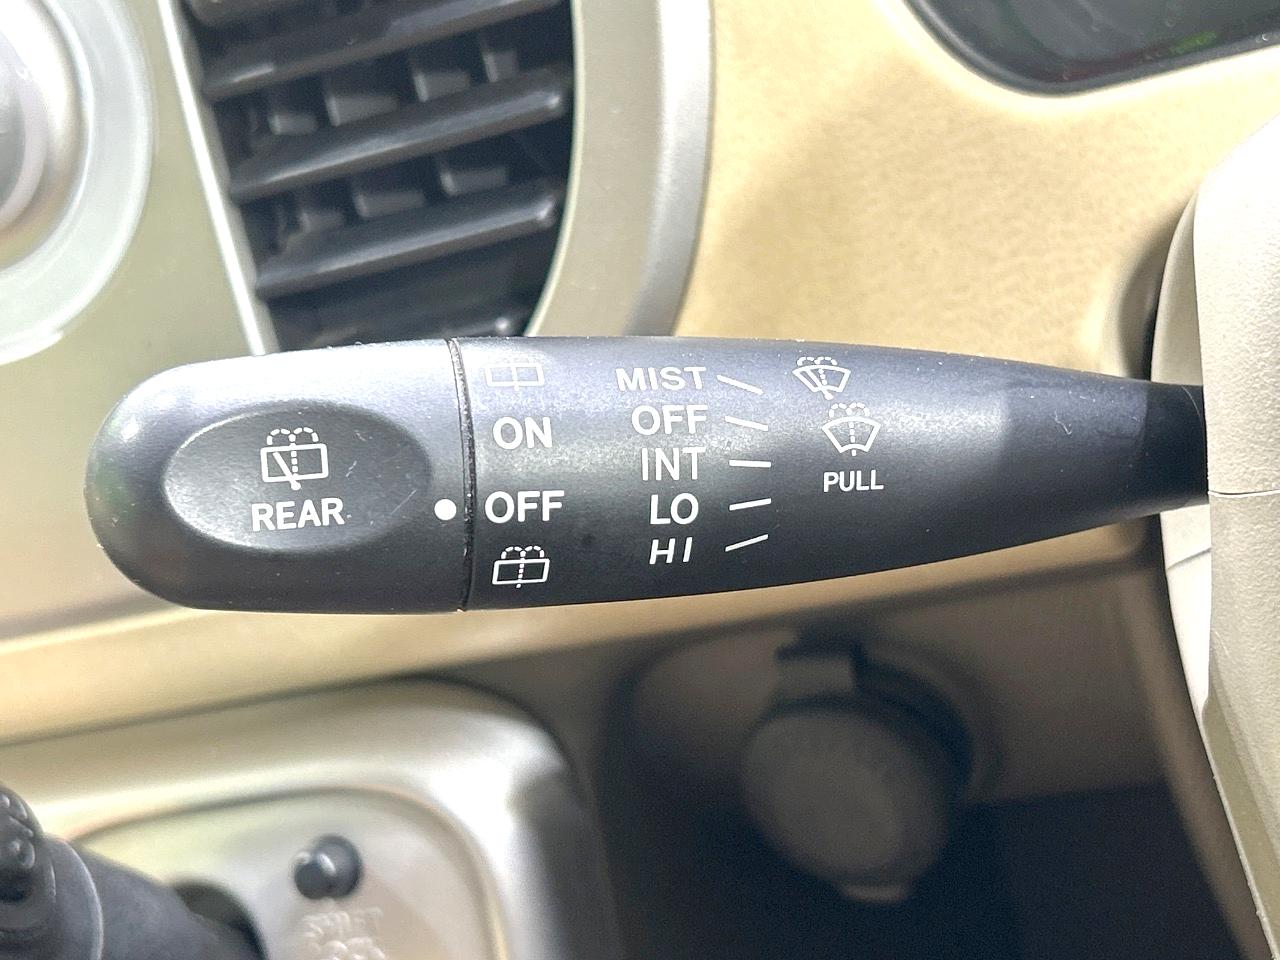 REAR
ON
OFF
MIST
OFF
INT
LO
HI
PULL